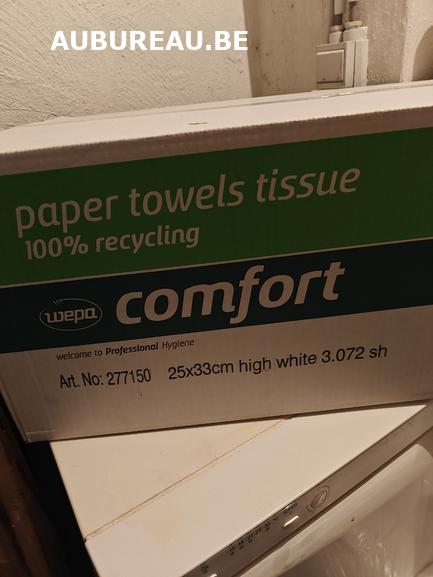 AUBUREAU.BE
paper towels tissue
100% recycling
wepa comfort
welcome to Professional Hygiene
Art. No: 277150 25x33cm high white 3.072 sh